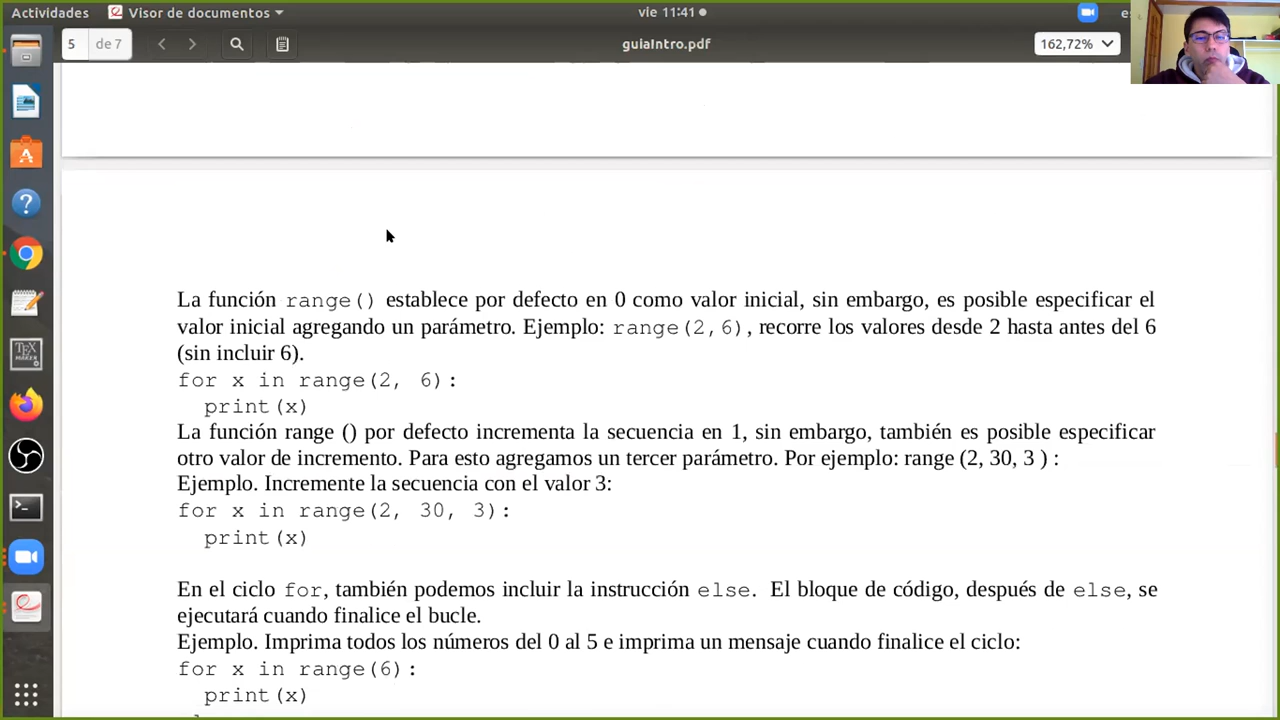 Actividades
Visor de documentos
vie 11:41
5
de 7
guiaIntro.pdf
162,72%
La función range() establece por defecto en 0 como valor inicial, sin embargo, es posible especificar el
valor inicial agregando un parámetro. Ejemplo: range(2,6), recorre los valores desde 2 hasta antes del 6
(sin incluir 6).
for x in range(2, 6):
print(x)
La función range () por defecto incrementa la secuencia en 1, sin embargo, también es posible especificar
otro valor de incremento. Para esto agregamos un tercer parámetro. Por ejemplo: range (2, 30, 3 ) :
Ejemplo. Incremente la secuencia con el valor 3:
for x in range(2, 30, 3):
print(x)
En el ciclo for, también podemos incluir la instrucción else. El bloque de código, después de else, se
ejecutará cuando finalice el bucle.
Ejemplo. Imprima todos los números del 0 al 5 e imprima un mensaje cuando finalice el ciclo:
for x in range(6):
print(x)